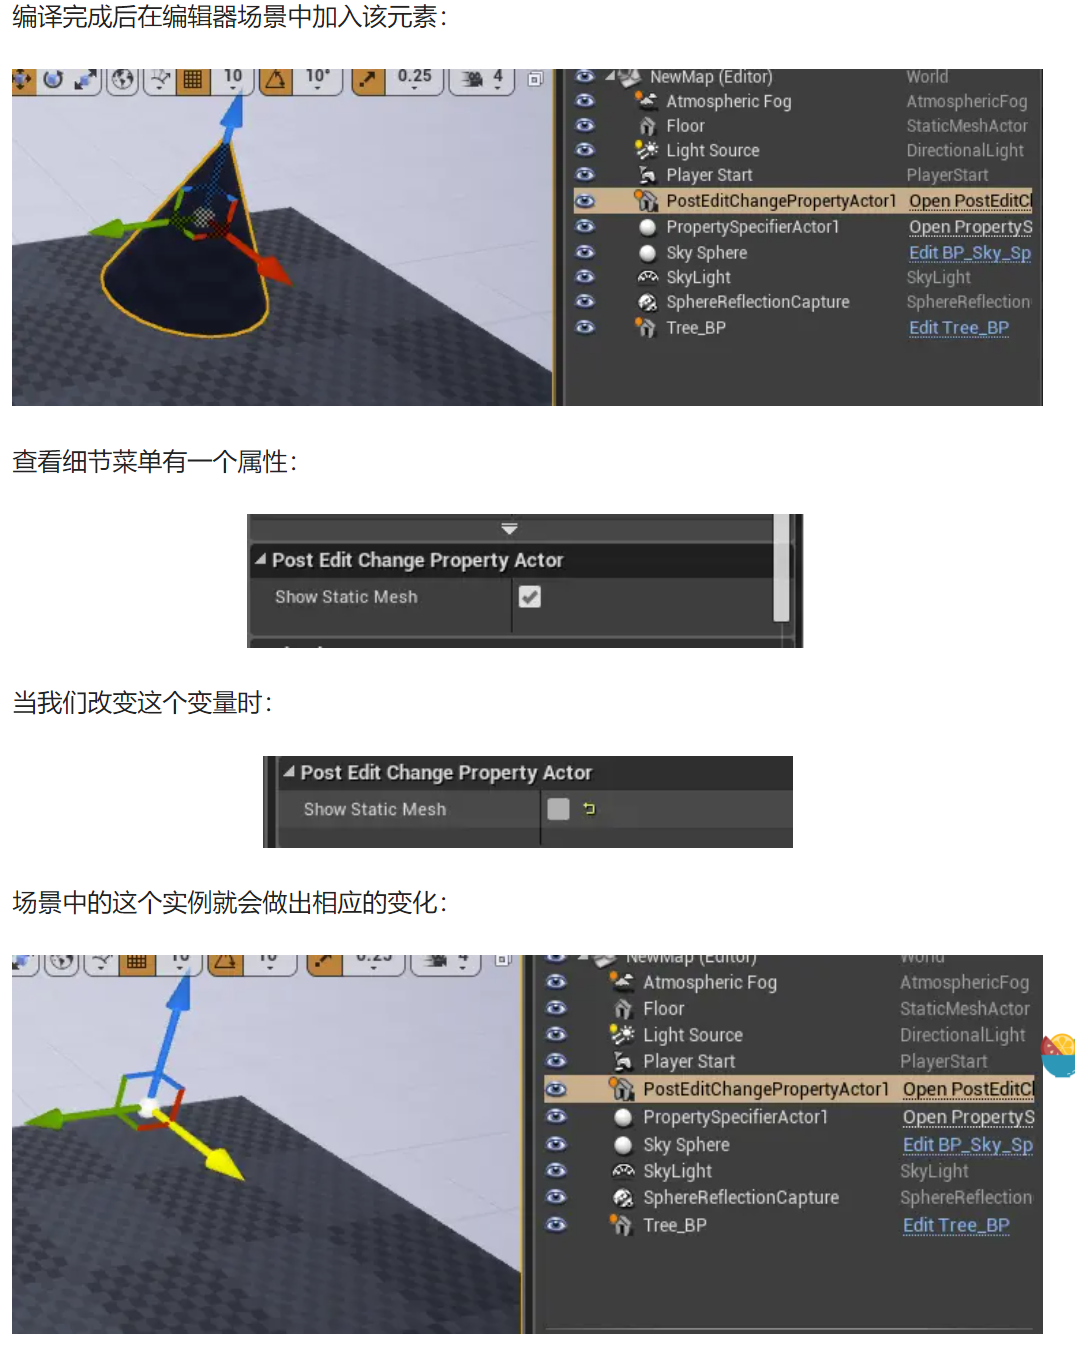 编译完成后在编辑器场景中加入该元素：
10 10° 0.25 4
NewMap (Editor) World
Atmospheric Fog AtmosphericFog
Floor StaticMeshActor
Light Source DirectionalLight
Player Start PlayerStart
PostEditChangePropertyActor1 Open PostEditCl
PropertySpecifierActor1 Open PropertyS
Sky Sphere Edit BP_Sky_Sp
SkyLight SkyLight
SphereReflectionCapture SphereReflection
Tree_BP Edit Tree_BP
查看细节菜单有一个属性：
Post Edit Change Property Actor
Show Static Mesh
当我们改变这个变量时：
Post Edit Change Property Actor
Show Static Mesh
场景中的这个实例就会做出相应的变化：
10 10° 0.25 4
NewMap (Editor) World
Atmospheric Fog AtmosphericFog
Floor StaticMeshActor
Light Source DirectionalLight
Player Start PlayerStart
PostEditChangePropertyActor1 Open PostEditCl
PropertySpecifierActor1 Open PropertyS
Sky Sphere Edit BP_Sky_Sp
SkyLight SkyLight
SphereReflectionCapture SphereReflection
Tree_BP Edit Tree_BP